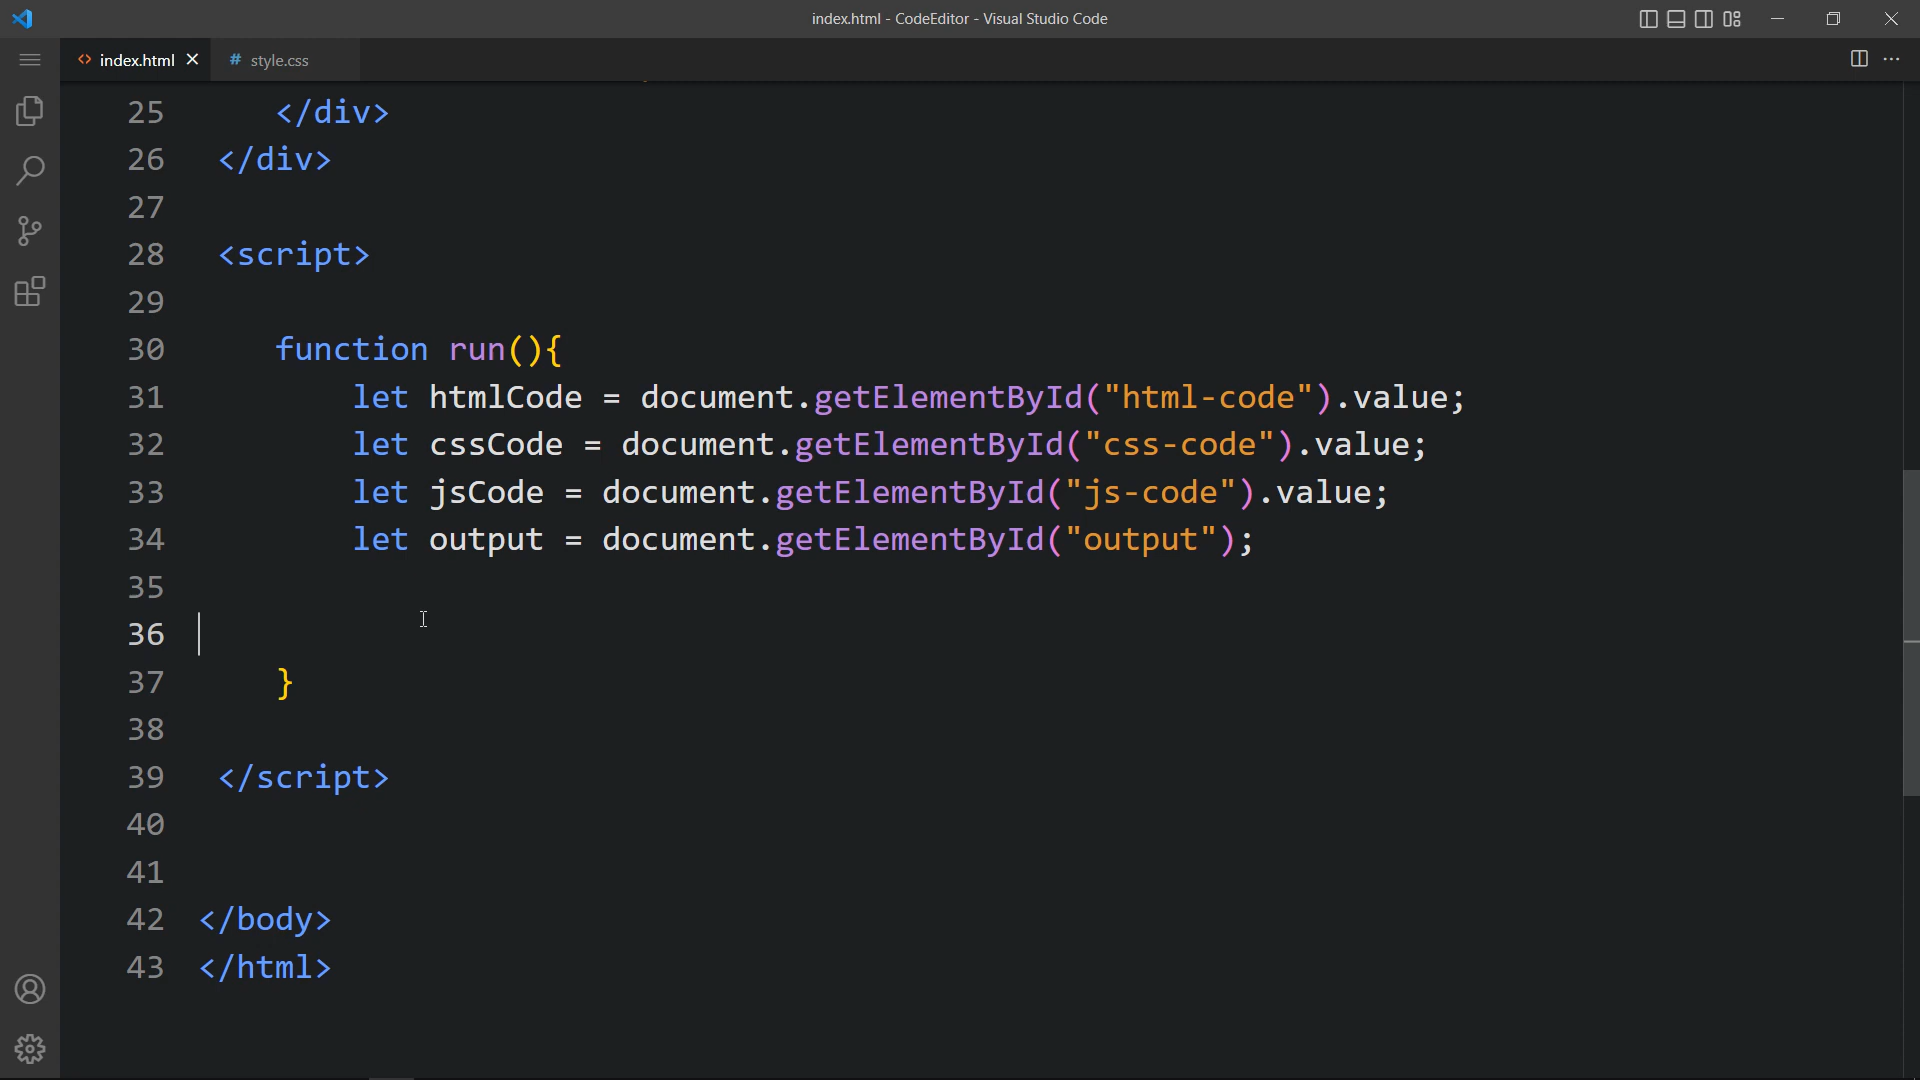 index.html - CodeEditor - Visual Studio Code
index.html
# style.css
25 </div>
26 </div>
27
28 <script>
29
30 function run(){
31 let htmlCode = document.getElementById("html-code").value;
32 let cssCode = document.getElementById("css-code").value;
33 let jsCode = document.getElementById("js-code").value;
34 let output = document.getElementById("output");
35
36
37 }
38
39 </script>
40
41
42 </body>
43 </html>